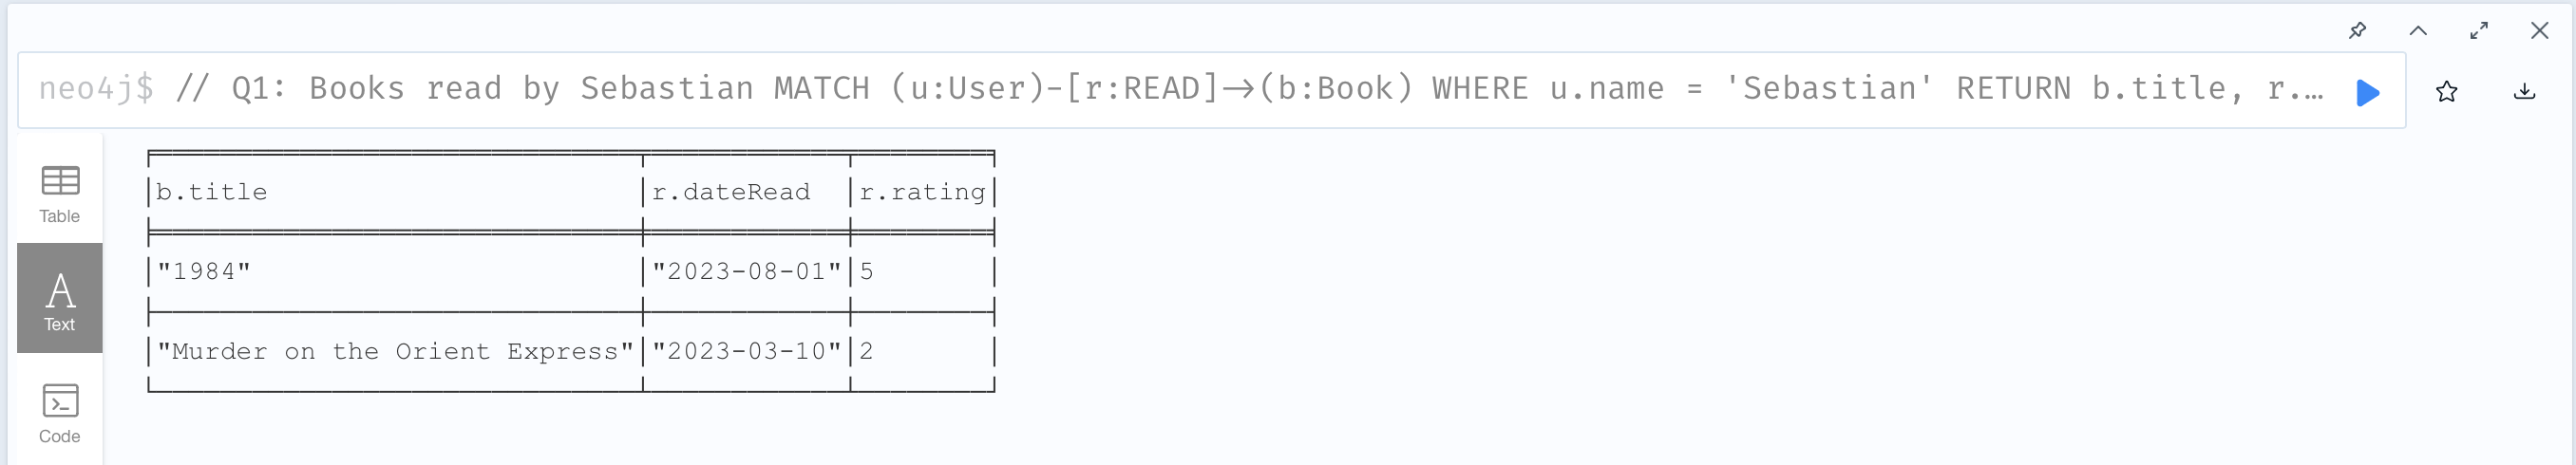 neo4j$ // Q1: Books read by Sebastian MATCH (u:User)-[r:READ]->(b:Book) WHERE u.name = 'Sebastian' RETURN b.title, r.…
Table
Text
Code
b.title r.dateRead r.rating
"1984" "2023-08-01" 5
"Murder on the Orient Express" "2023-03-10" 2